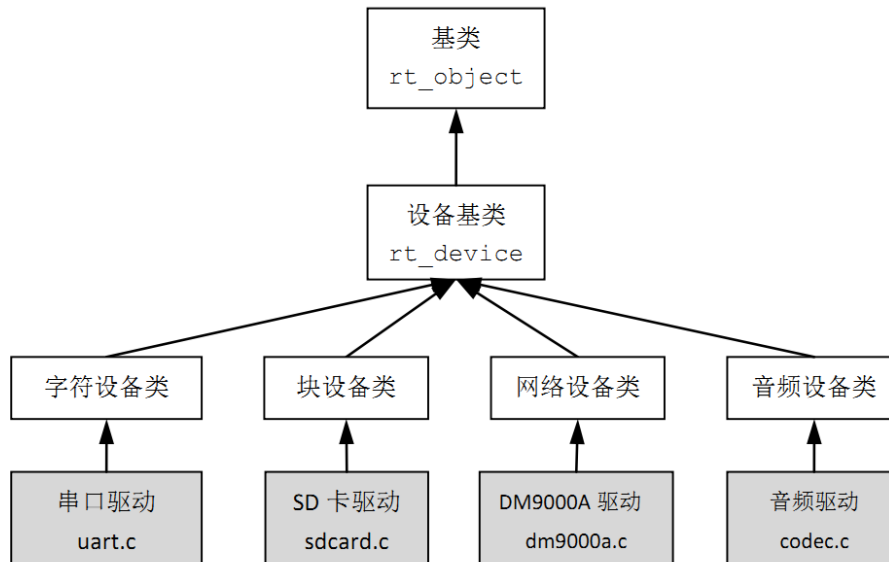 基类
rt_object
设备基类
rt_device
字符设备类
块设备类
网络设备类
音频设备类
串口驱动
uart.c
SD 卡驱动
sdcard.c
DM9000A 驱动
dm9000a.c
音频驱动
codec.c